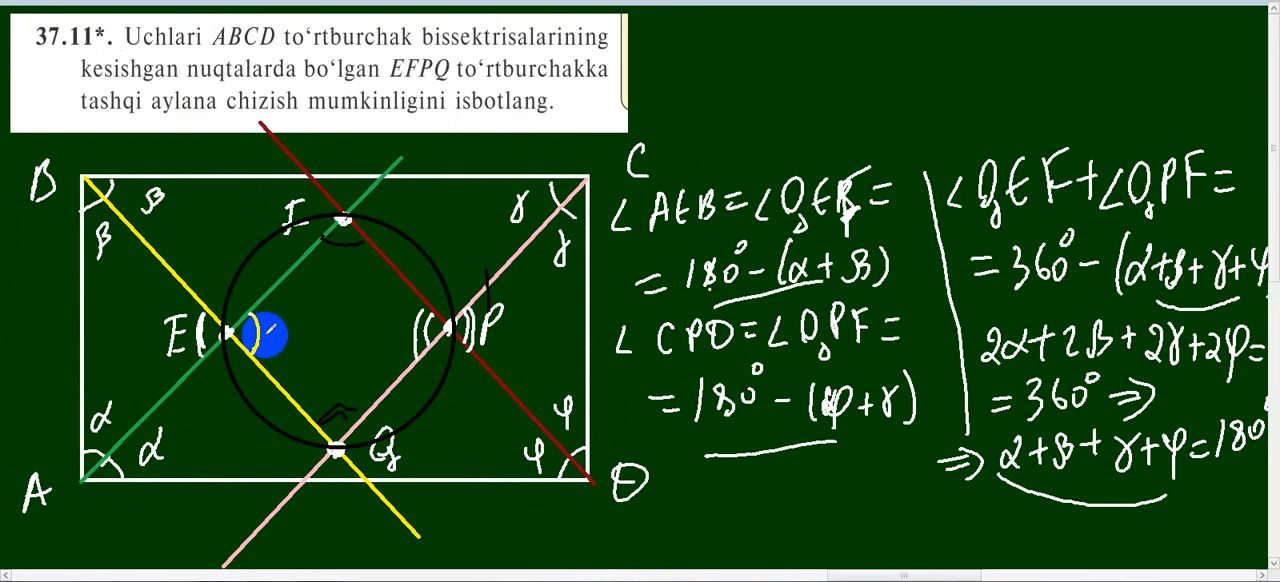 37.11*. Uchlari ABCD to‘rtburchak bissektrisalarining
kesishgan nuqtalarda bo‘lgan EFPQ to‘rtburchakka
tashqi aylana chizish mumkinligini isbotlang.
B
β
β
C
γ
γ
F
E
P
Q
α
α
A
φ
φ
D
∠AEB=∠QEF=
=180°-(α+β)
∠CPD=∠QPF=
=180°-(φ+γ)
∠QEF+∠QPF=
=360°-(α+β+γ+φ
2α+2β+2γ+2φ=
=360°⇒
⇒α+β+γ+φ=180°